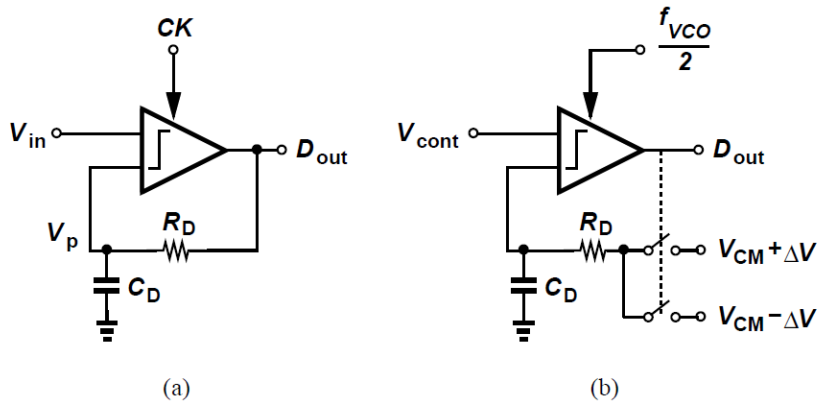 CK
V_in
D_out
V_p
R_D
C_D
(a)
f_VCO
2
V_cont
D_out
R_D
C_D
V_CM + ΔV
V_CM − ΔV
(b)